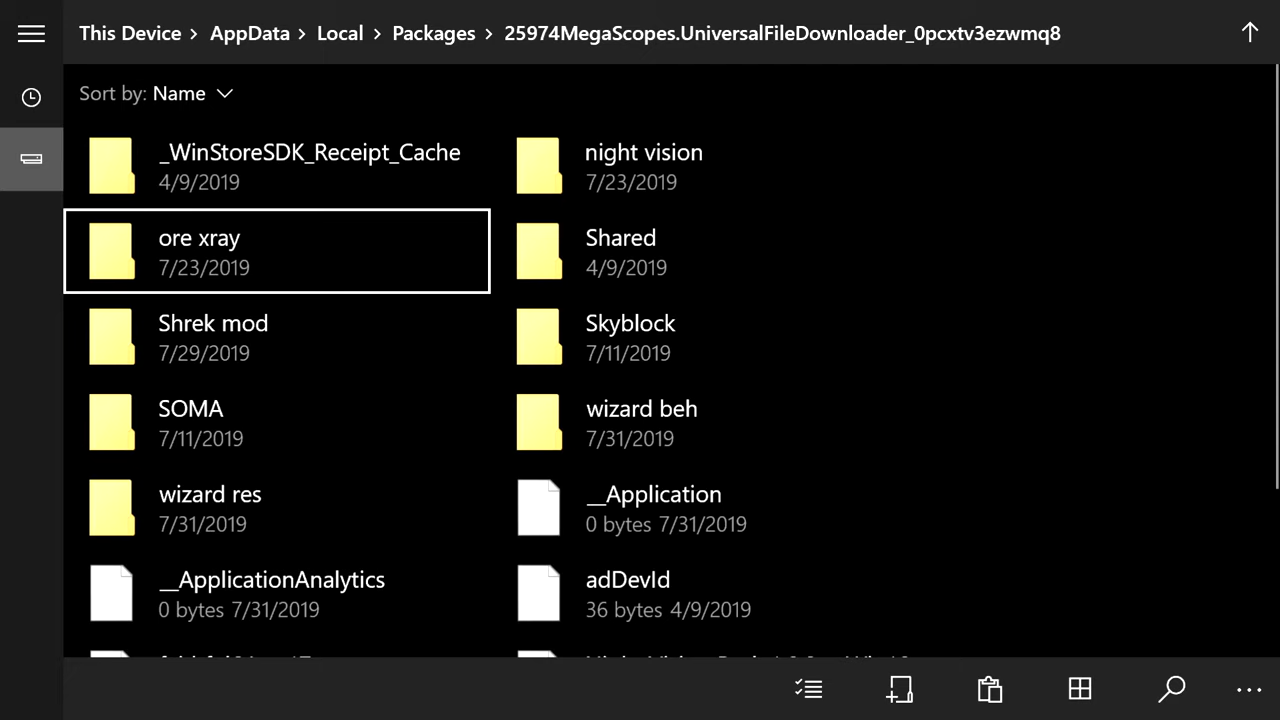 This Device > AppData > Local > Packages > 25974MegaScopes.UniversalFileDownloader_0pcxtv3ezwmq8
Sort by: Name
_WinStoreSDK_Receipt_Cache
4/9/2019
night vision
7/23/2019
ore xray
7/23/2019
Shared
4/9/2019
Shrek mod
7/29/2019
Skyblock
7/11/2019
SOMA
7/11/2019
wizard beh
7/31/2019
wizard res
7/31/2019
__Application
0 bytes 7/31/2019
__ApplicationAnalytics
0 bytes 7/31/2019
adDevId
36 bytes 4/9/2019